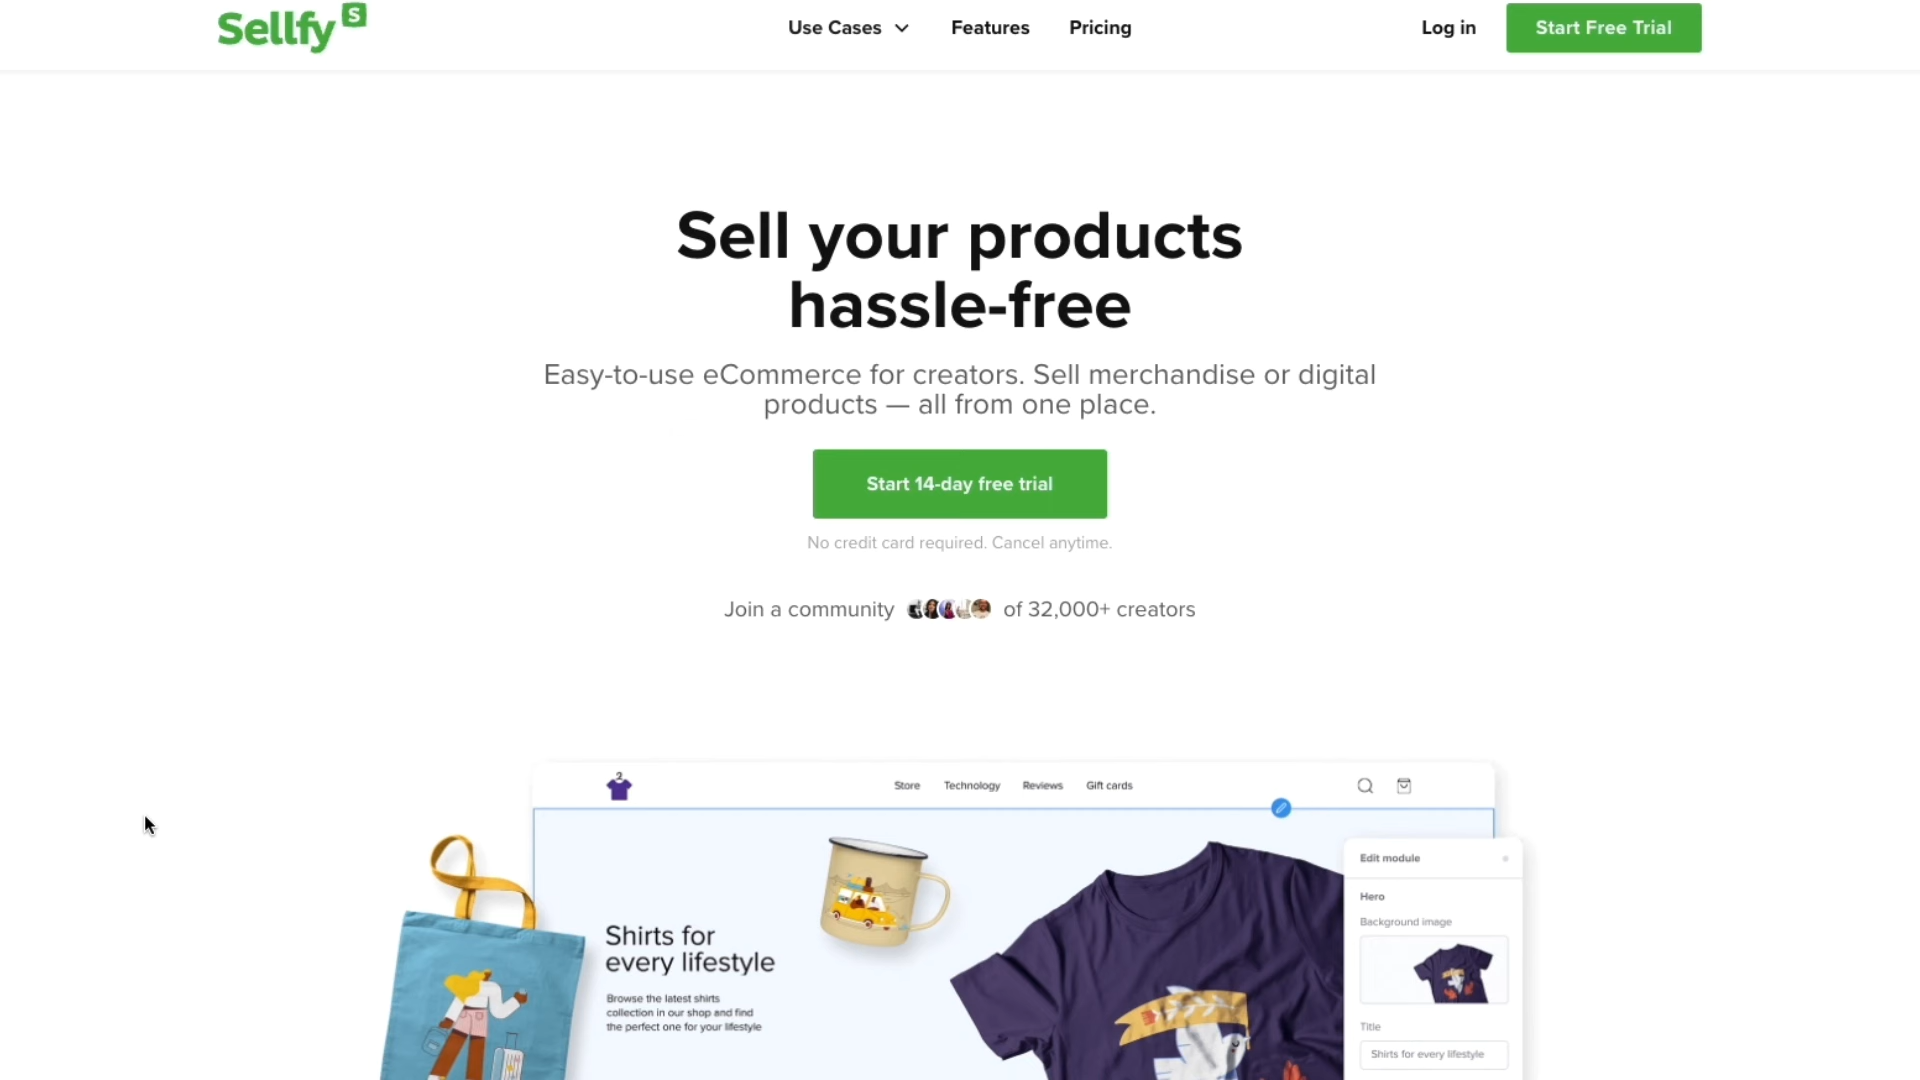 Sellfy S
Use Cases
Features
Pricing
Log in
Start Free Trial
Sell your products
hassle-free
Easy-to-use eCommerce for creators. Sell merchandise or digital
products — all from one place.
Start 14-day free trial
No credit card required. Cancel anytime.
Join a community of 32,000+ creators
Store
Technology
Reviews
Gift cards
Edit module
Hero
Background image
Shirts for
every lifestyle
Browse the latest shirts
collection in our shop and find
the perfect one for your lifestyle
Title
Shirts for every lifestyle